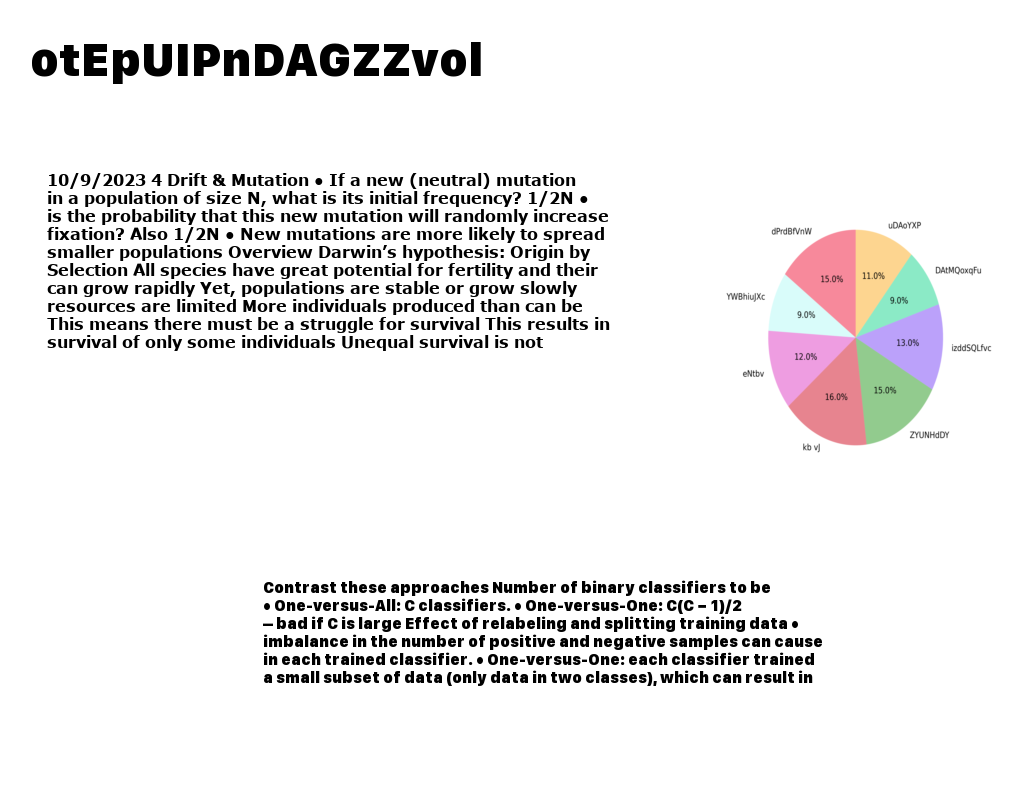 otEpUIPnDAGZZvol
10/9/2023 4 Drift & Mutation ● If a new (neutral) mutation
in a population of size N, what is its initial frequency? 1/2N ●
is the probability that this new mutation will randomly increase
fixation? Also 1/2N ● New mutations are more likely to spread
smaller populations Overview Darwin’s hypothesis: Origin by
Selection All species have great potential for fertility and their
can grow rapidly Yet, populations are stable or grow slowly
resources are limited More individuals produced than can be
This means there must be a struggle for survival This results in
survival of only some individuals Unequal survival is not
uDAoYXP
dPrdBfVnW
DAtMQoxqFu
15.0%
11.0%
YWBhiuJXc
9.0%
9.0%
izddSQLfvc
13.0%
12.0%
eNtbv
15.0%
16.0%
ZYUNHdDY
kb vJ
Contrast these approaches Number of binary classifiers to be
• One-versus-All: C classifiers. • One-versus-One: C(C − 1)/2
– bad if C is large Effect of relabeling and splitting training data •
imbalance in the number of positive and negative samples can cause
in each trained classifier. • One-versus-One: each classifier trained
a small subset of data (only data in two classes), which can result in